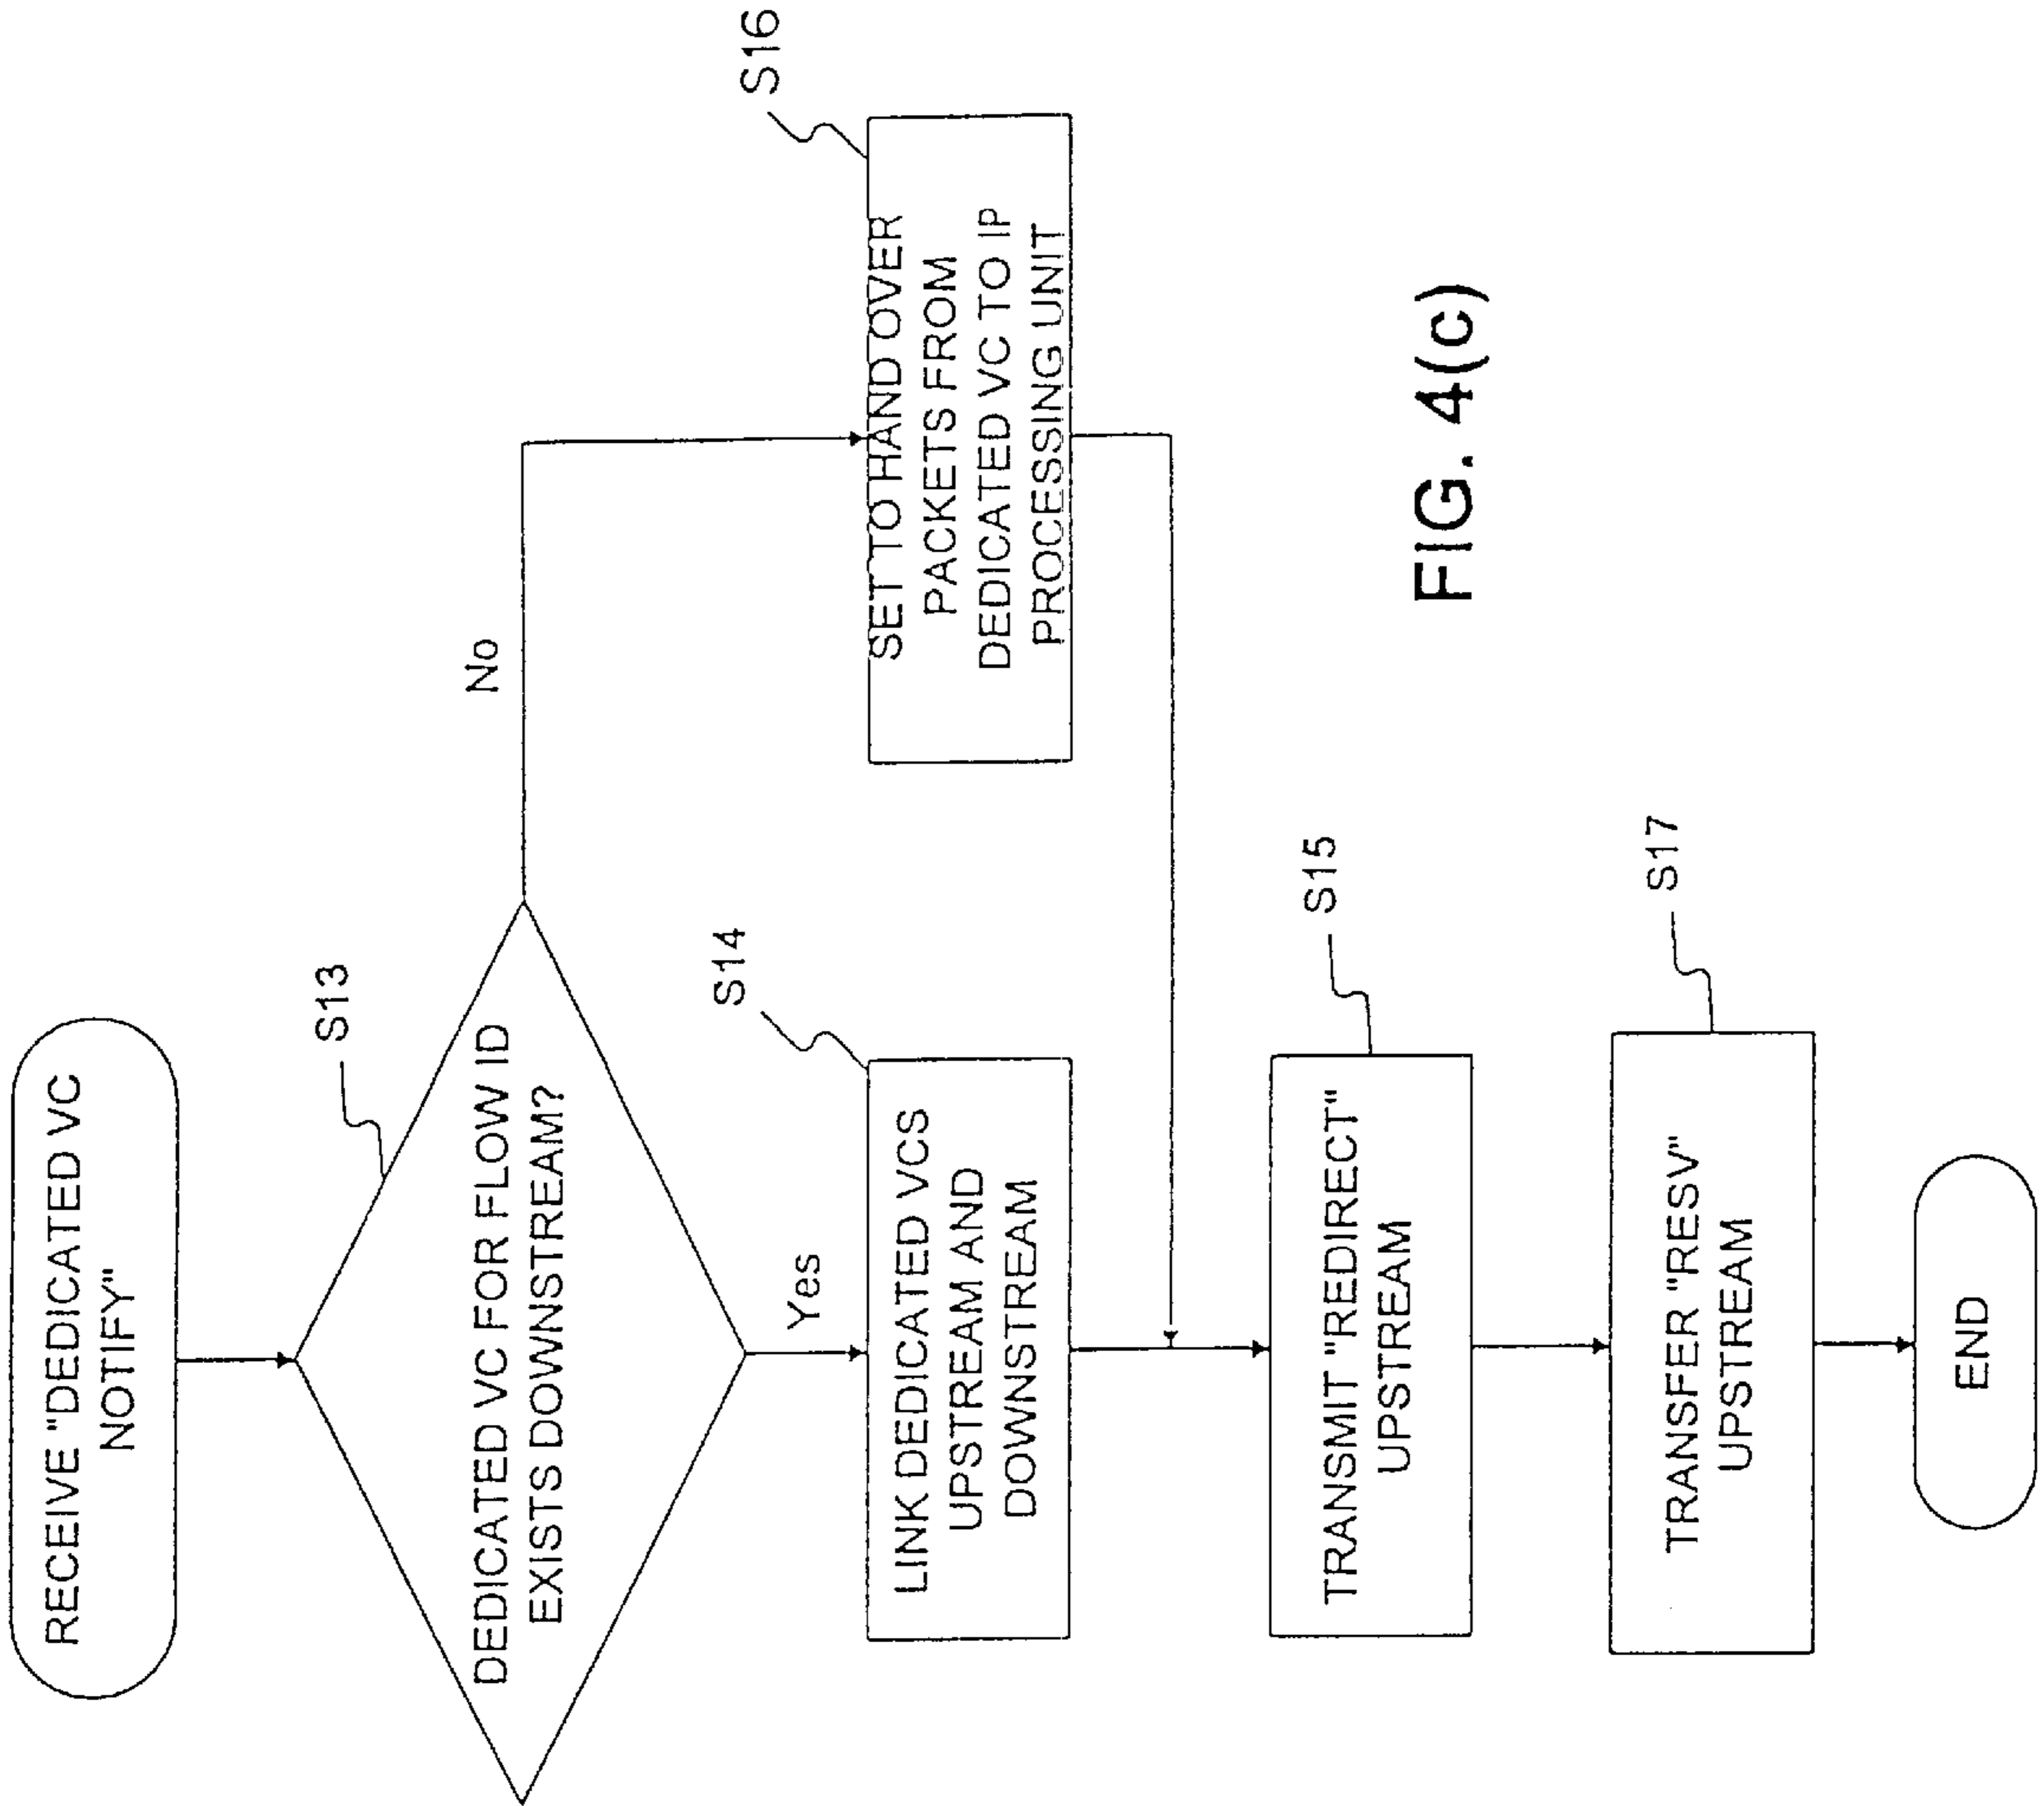 RECEIVE "DEDICATED VC
NOTIFY"
S13
DEDICATED VC FOR FLOW ID
EXISTS DOWNSTREAM?
No
Yes
S14
LINK DEDICATED VCS
UPSTREAM AND
DOWNSTREAM
S16
SET TO HAND OVER
PACKETS FROM
DEDICATED VC TO IP
PROCESSING UNIT
S15
TRANSMIT "REDIRECT"
UPSTREAM
S17
TRANSFER "RESV"
UPSTREAM
END
FIG. 4(c)